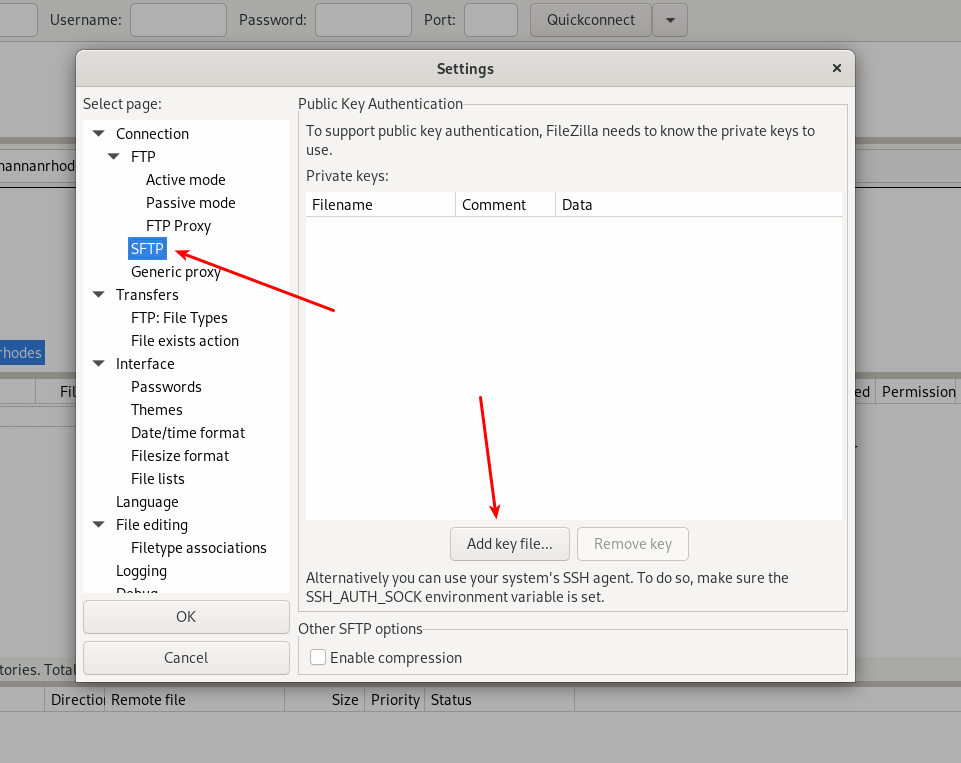 Username:
Password:
Port:
Quickconnect
Settings
Select page:
Connection
FTP
Active mode
Passive mode
FTP Proxy
SFTP
Generic proxy
Transfers
FTP: File Types
File exists action
Interface
Passwords
Themes
Date/time format
Filesize format
File lists
Language
File editing
Filetype associations
Logging
Debug
OK
Cancel
Public Key Authentication
To support public key authentication, FileZilla needs to know the private keys to
use.
Private keys:
Filename Comment Data
Add key file... Remove key
Alternatively you can use your system's SSH agent. To do so, make sure the
SSH_AUTH_SOCK environment variable is set.
Other SFTP options
Enable compression
hannanrhod
rhodes
Fil
ed Permission
tories. Total
Direction Remote file Size Priority Status